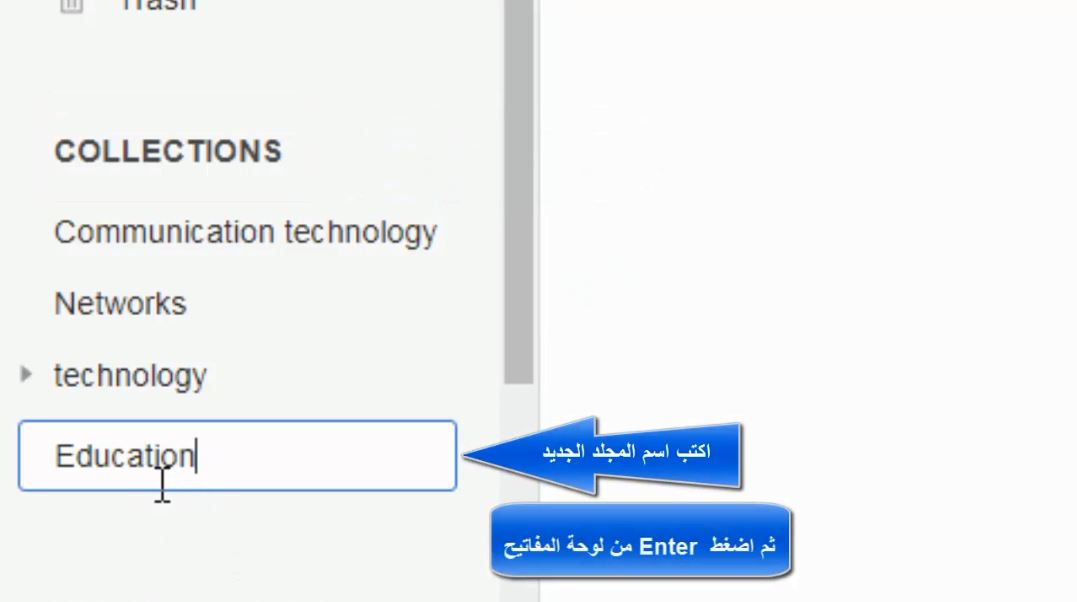 Trash
COLLECTIONS
Communication technology
Networks
technology
Education
اكتب اسم المجلد الجديد
ثم اضغط Enter من لوحة المفاتيح